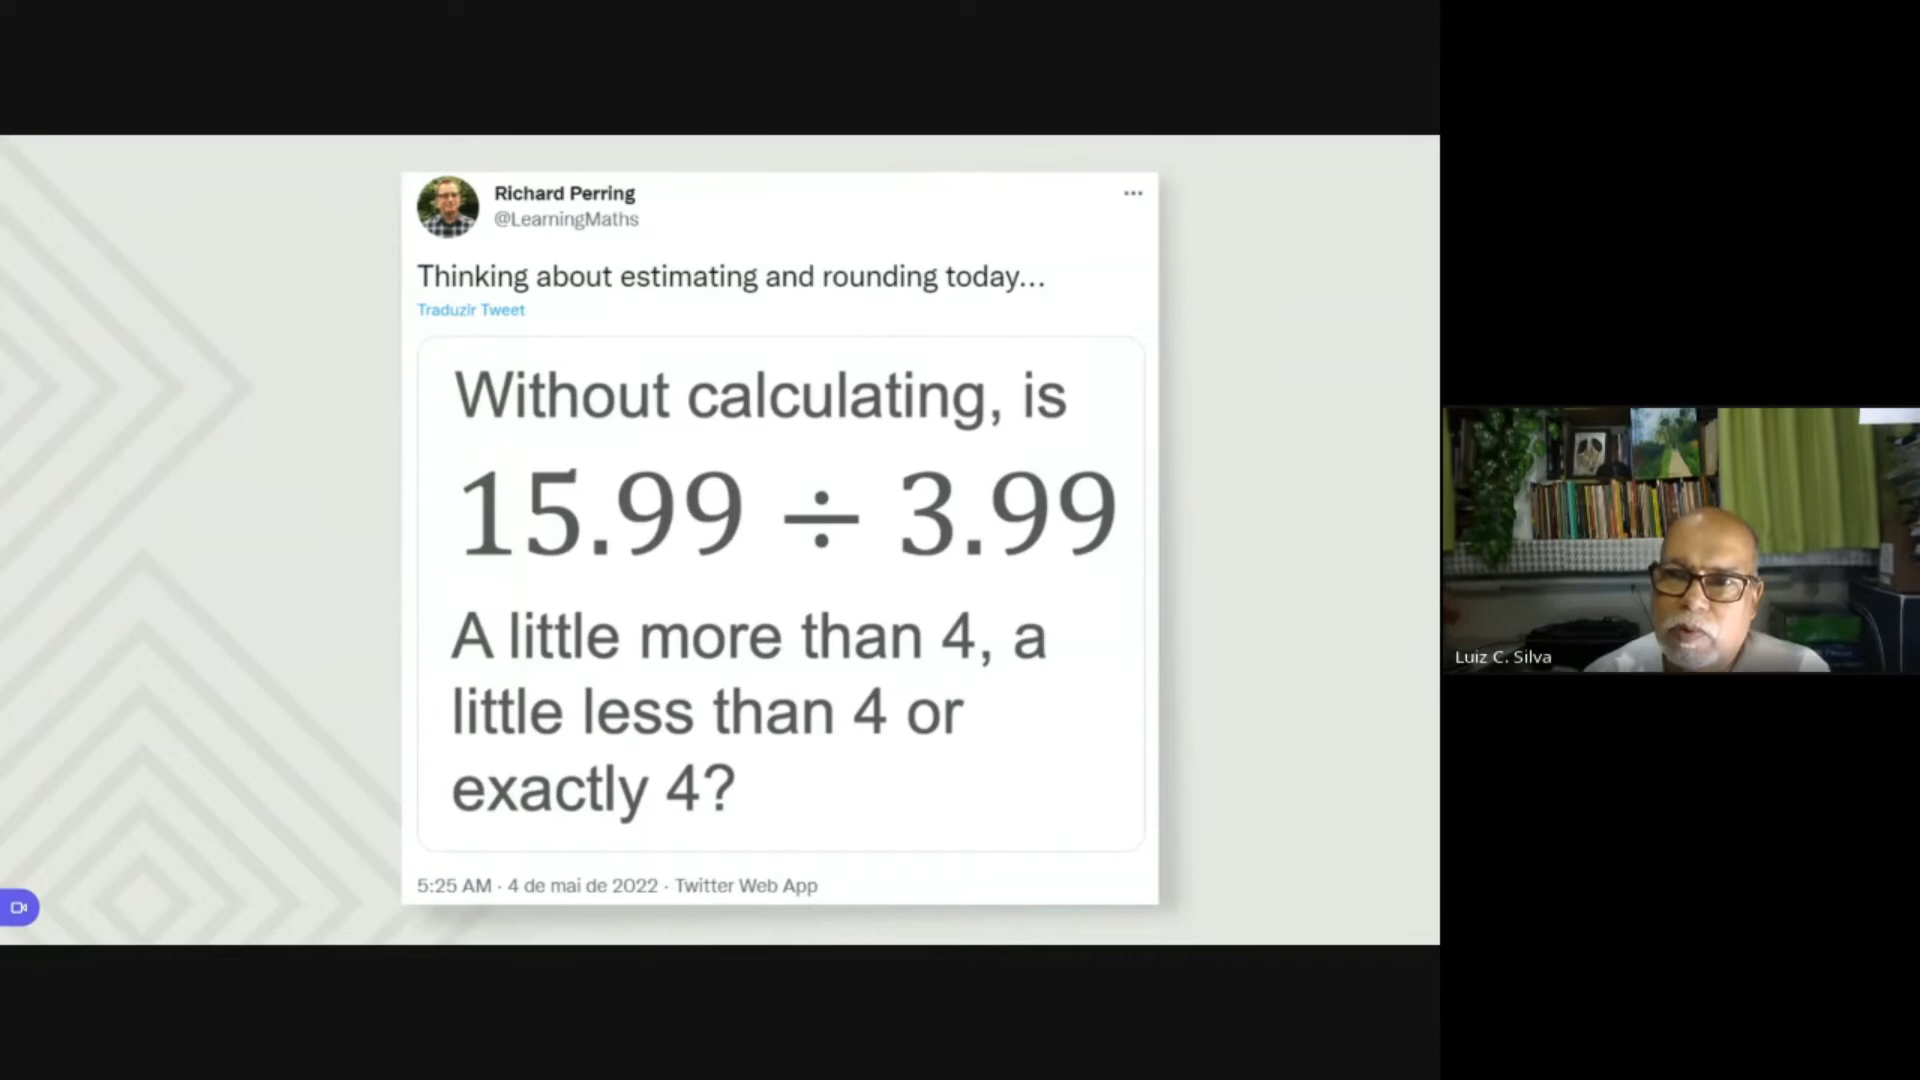 Richard Perring
@LearningMaths
Thinking about estimating and rounding today...
Traduzir Tweet
Without calculating, is
15.99 ÷ 3.99
A little more than 4, a
little less than 4 or
exactly 4?
5:25 AM · 4 de mai de 2022 · Twitter Web App
Luiz C. Silva